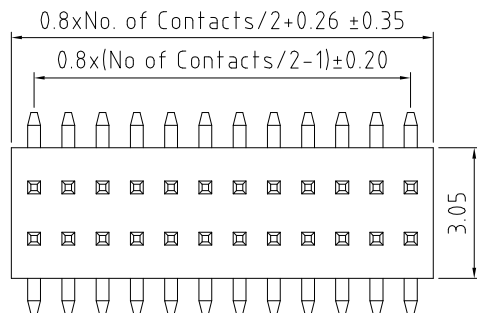 0.8xNo. of Contacts/2+0.26 ±0.35
0.8x(No of Contacts/2-1)±0.20
3.05